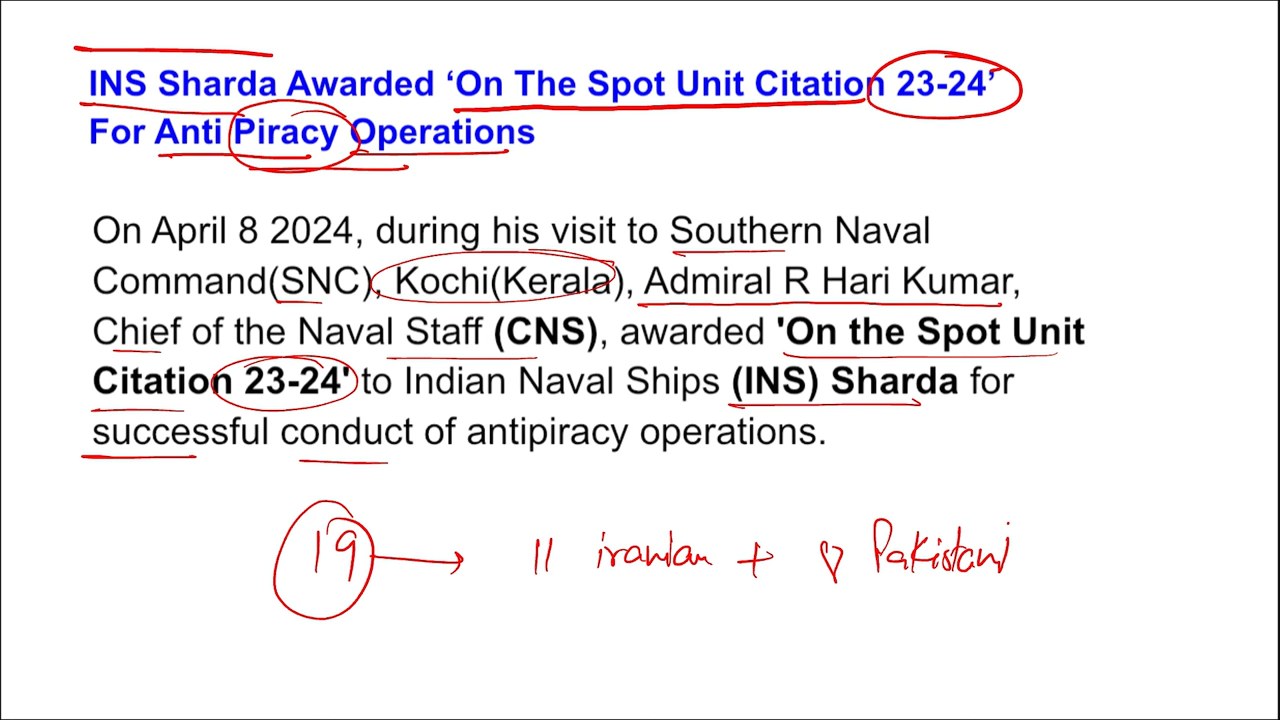 INS Sharda Awarded ‘On The Spot Unit Citation 23-24’
For Anti Piracy Operations
On April 8 2024, during his visit to Southern Naval
Command(SNC), Kochi(Kerala), Admiral R Hari Kumar,
Chief of the Naval Staff (CNS), awarded 'On the Spot Unit
Citation 23-24' to Indian Naval Ships (INS) Sharda for
successful conduct of antipiracy operations.
19 → 11 iranian + Pakistani